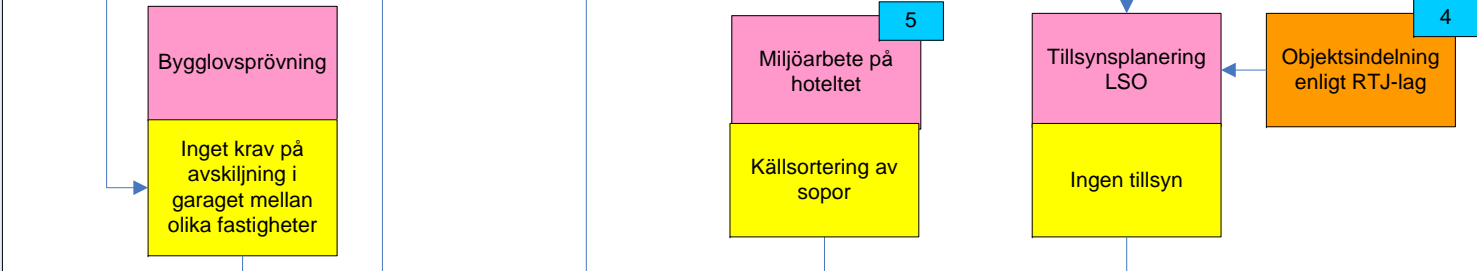 Bygglovsprövning
Inget krav på
avskiljning i
garaget mellan
olika fastigheter
5
Miljöarbete på
hoteltet
Källsortering av
sopor
Tillsynsplanering
LSO
Ingen tillsyn
4
Objektsindelning
enligt RTJ-lag